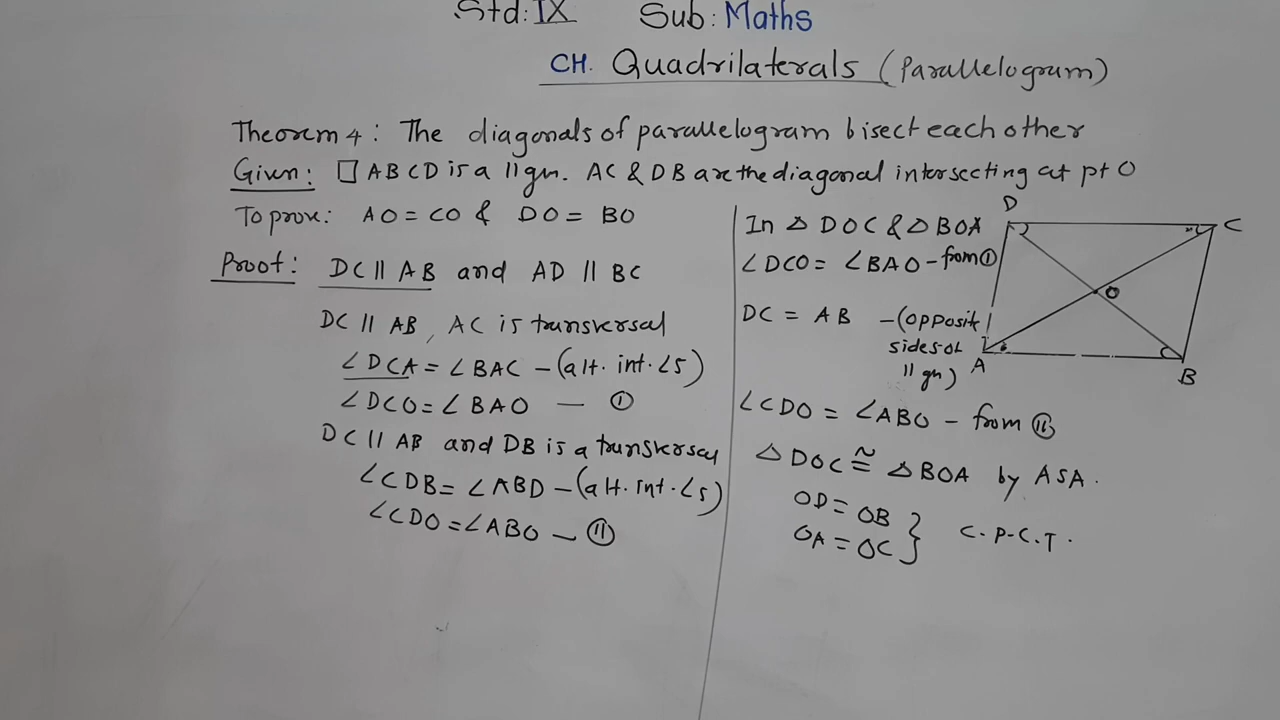 Std: IX Sub: Maths
CH. Quadrilaterals (Parallelogram)
Theorem 4: The diagonals of parallelogram bisect each other
Given: □ ABCD is a ||gm. AC & DB are the diagonal intersecting at pt O
To prove: AO = CO & DO = BO
Proof: DC || AB and AD || BC
DC || AB, AC is transversal
∠DCA = ∠BAC - (alt. int. ∠s)
∠DCO = ∠BAO — ①
DC || AB and DB is a transversal
∠CDB = ∠ABD - (alt. int. ∠s)
∠CDO = ∠ABO — ⑪
In △ DOC & △ BOA
∠DCO = ∠BAO - from ①
DC = AB - (opposit
sides of
||gm)
∠CDO = ∠ABO - from ⑪
△ DOC ≅ △ BOA by ASA.
OD = OB
OA = OC } C.P.C.T.
D
C
O
A
B